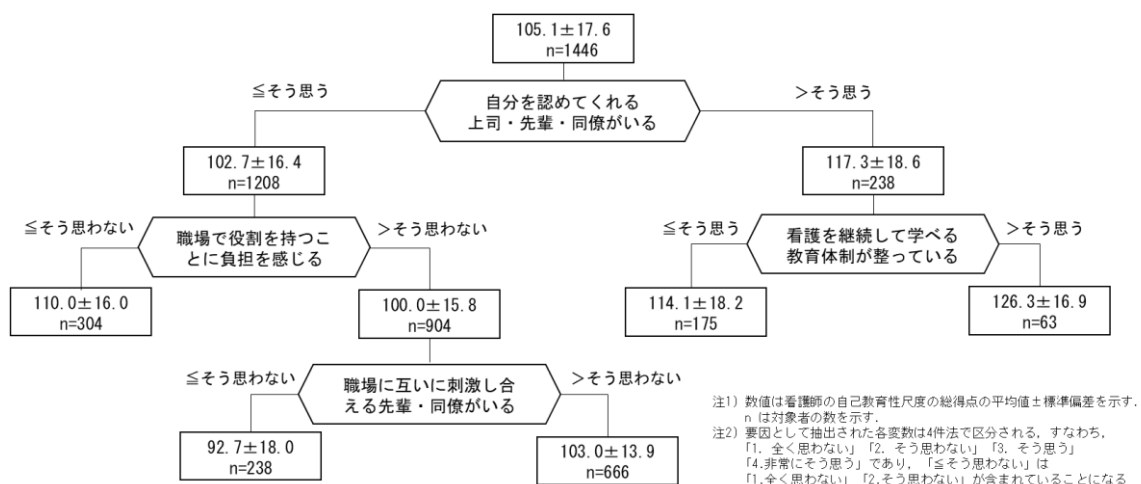 105.1±17.6
n=1446
≦そう思う
自分を認めてくれる
上司・先輩・同僚がいる
＞そう思う
102.7±16.4
n=1208
117.3±18.6
n=238
≦そう思わない
職場で役割を持つこ
とに負担を感じる
＞そう思わない
≦そう思う
看護を継続して学べる
教育体制が整っている
＞そう思う
110.0±16.0
n=304
100.0±15.8
n=904
114.1±18.2
n=175
126.3±16.9
n=63
≦そう思わない
職場に互いに刺激し合
える先輩・同僚がいる
＞そう思わない
92.7±18.0
n=238
103.0±13.9
n=666
注1) 数値は看護師の自己教育性尺度の総得点の平均値±標準偏差を示す．
n は対象者の数を示す．
注2) 要因として抽出された各変数は4件法で区分される，すなわち，
「1. 全く思わない」「2. そう思わない」「3. そう思う」
「4.非常にそう思う」であり，「≦そう思わない」は
「1.全く思わない」「2.そう思わない」が含まれていることになる